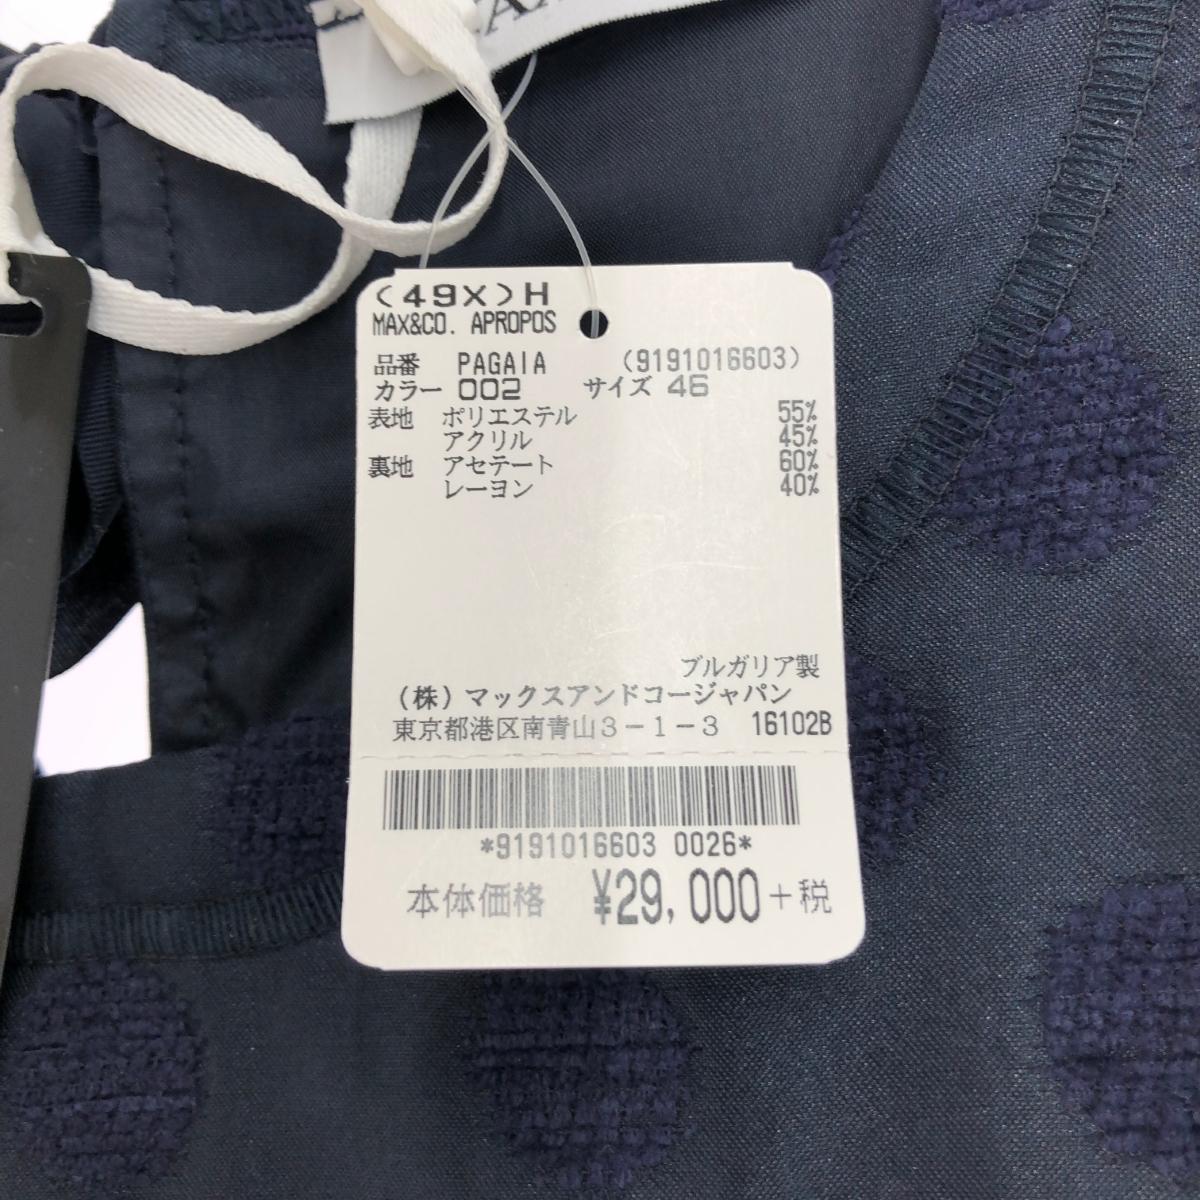 (49X)H
MAX&CO. APROPOS
品番 PAGAIA (9191016603)
カラー 002 サイズ 46
表地 ポリエステル 55%
アクリル 45%
裏地 アセテート 60%
レーヨン 40%
ブルガリア製
(株)マックスアンドコージャパン
東京都港区南青山3-1-3 16102B
*9191016603 0026*
本体価格 ¥29,000+税